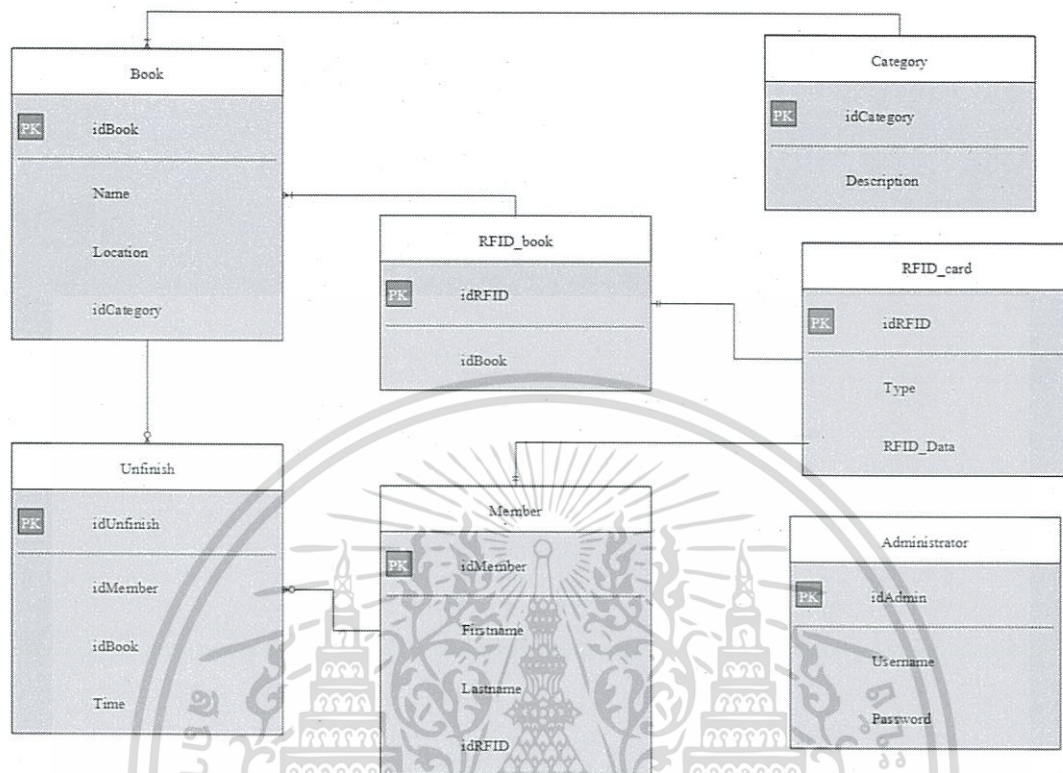 Book
PK idBook
Name
Location
idCategory
Category
PK idCategory
Description
RFID_book
PK idRFID
idBook
RFID_card
PK idRFID
Type
RFID_Data
Unfinish
PK idUnfinish
idMember
idBook
Time
Member
PK idMember
Firstname
Lastname
idRFID
Administrator
PK idAdmin
Username
Password